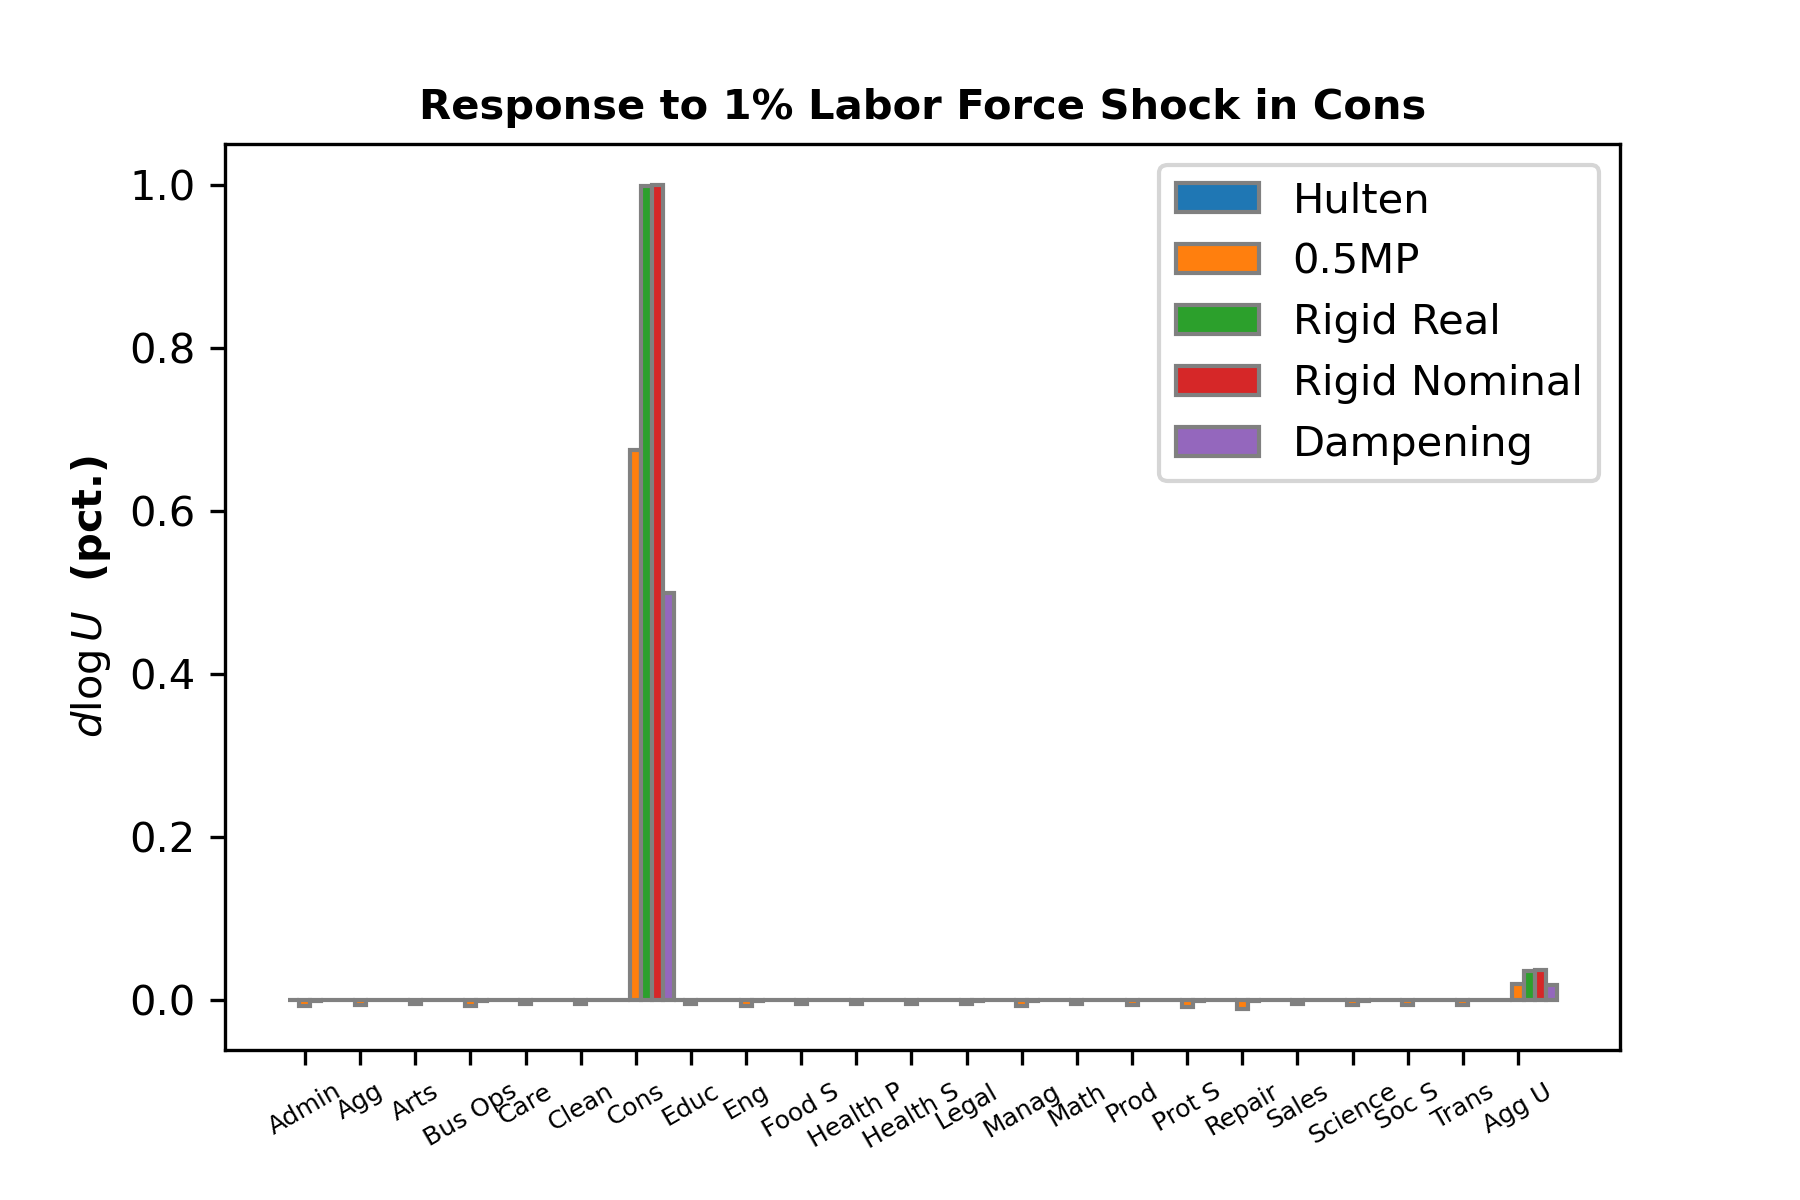 Response to 1% Labor Force Shock in Cons
Hulten
0.5MP
Rigid Real
Rigid Nominal
Dampening
dlog U (pct.)
1.0
0.8
0.6
0.4
0.2
0.0
Admin
Agg
Arts
Bus Ops
Care
Clean
Cons
Educ
Eng
Food S
Health P
Health S
Legal
Manag
Math
Prod
Prot S
Repair
Sales
Science
Soc S
Trans
Agg U